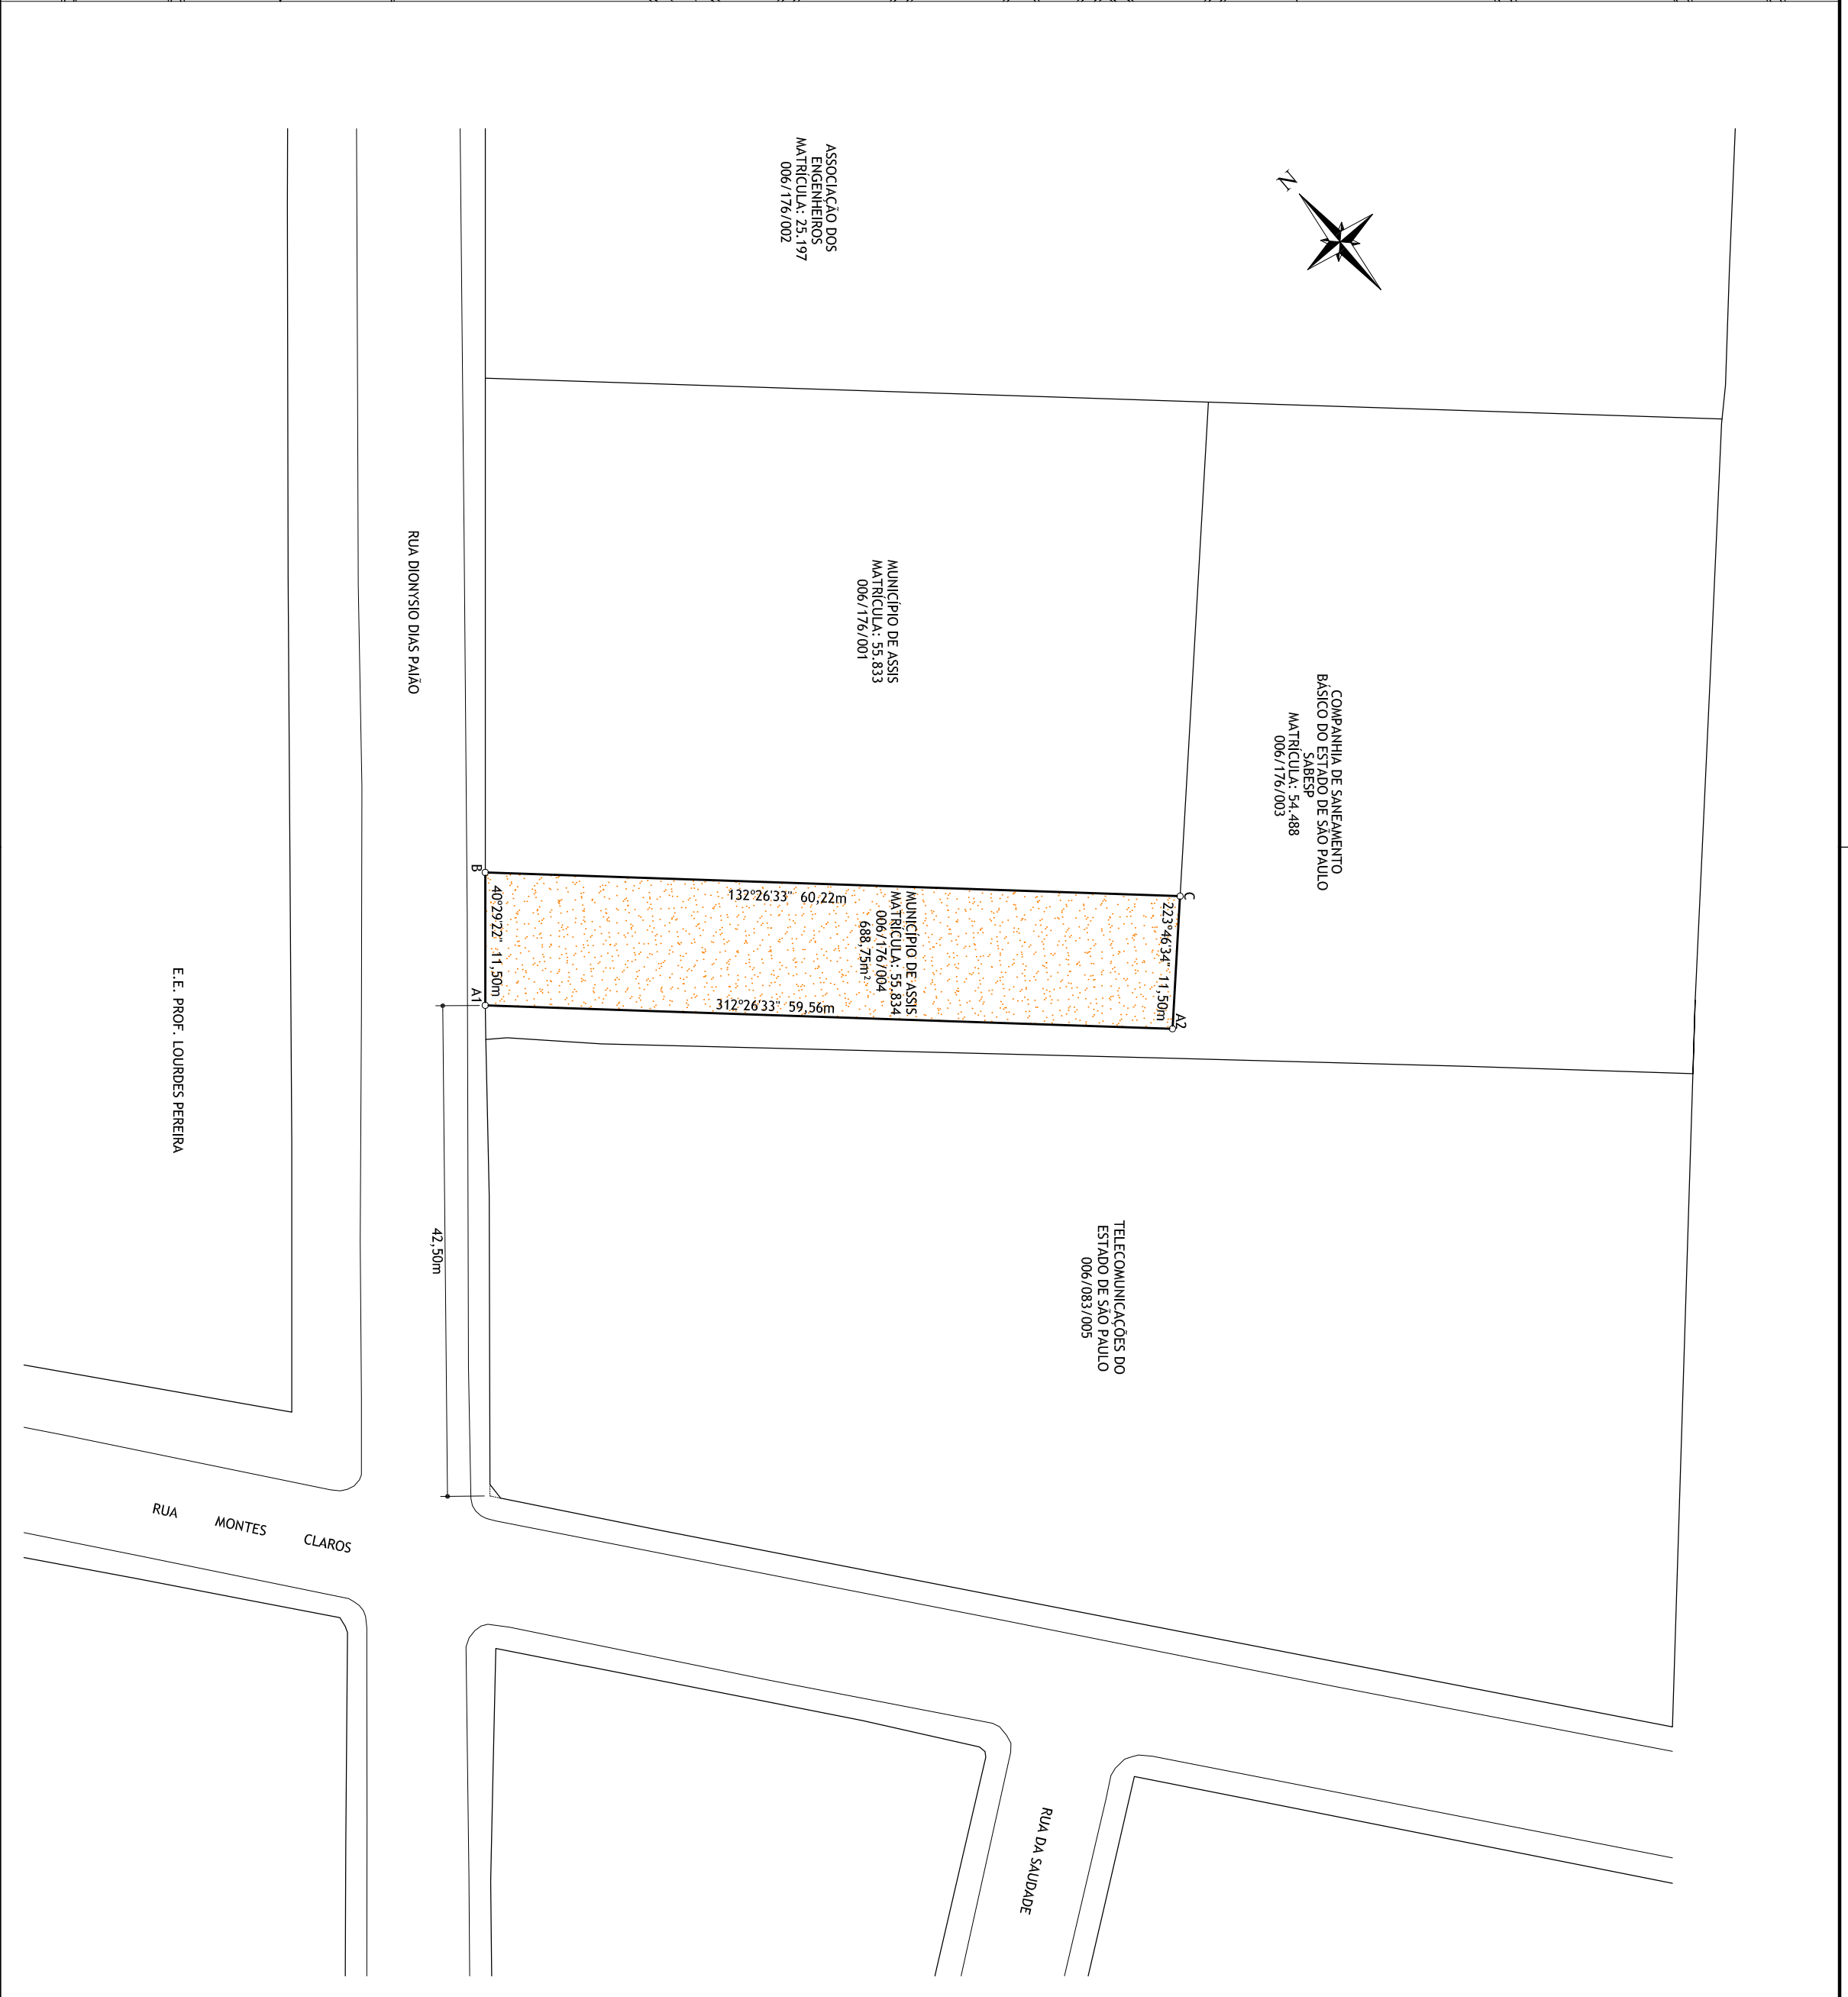 N
ASSOCIAÇÃO DOS
ENGENHEIROS
MATRÍCULA: 25.197
006/176/002
RUA DIONYSIO DIAS PAIÃO
MUNICÍPIO DE ASSIS
MATRÍCULA: 55.833
006/176/001
COMPANHIA DE SANEAMENTO
BÁSICO DO ESTADO DE SÃO PAULO
SABESP
MATRÍCULA: 54.488
006/176/003
B
C
132°26'33" 60,22m
40°29'22" 11,50m
223°46'34" 11,50m
MUNICÍPIO DE ASSIS
MATRÍCULA: 55.834
006/176/004
688,75m²
A1
312°26'33" 59,56m
A2
E.E. PROF. LOURDES PEREIRA
42,50m
TELECOMUNICAÇÕES DO
ESTADO DE SÃO PAULO
006/083/005
RUA MONTES CLAROS
RUA DA SAUDADE